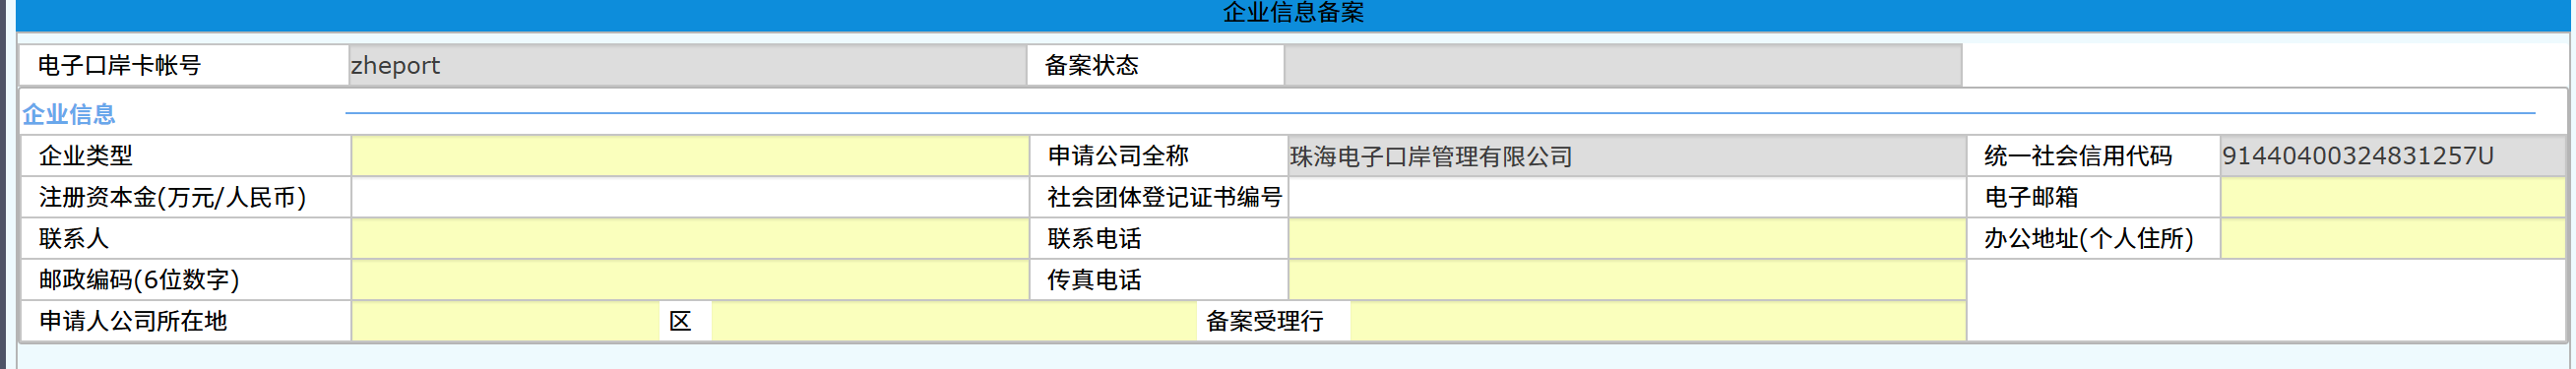 企业信息备案
电子口岸卡帐号 zheport 备案状态
企业信息
企业类型 申请公司全称 珠海电子口岸管理有限公司 统一社会信用代码 91440400324831257U
注册资本金(万元/人民币) 社会团体登记证书编号 电子邮箱
联系人 联系电话 办公地址(个人住所)
邮政编码(6位数字) 传真电话
申请人公司所在地 区 备案受理行